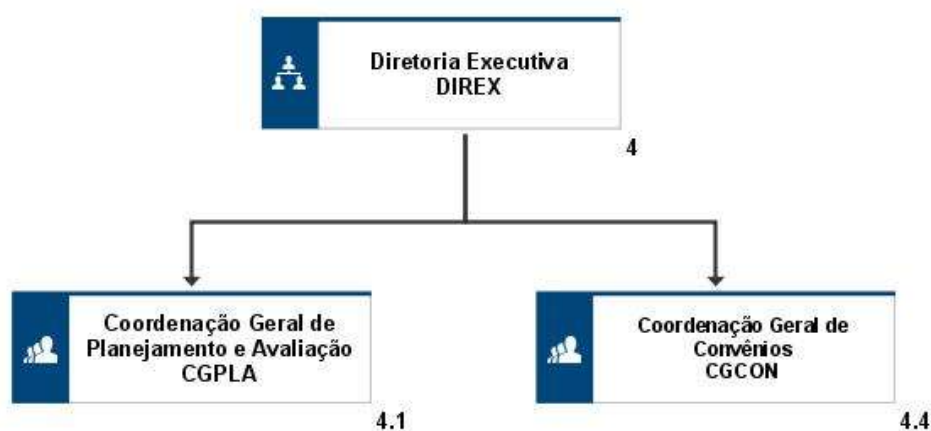 Diretoria Executiva
DIREX
4
Coordenação Geral de
Planejamento e Avaliação
CGPLA
4.1
Coordenação Geral de
Convênios
CGCON
4.4